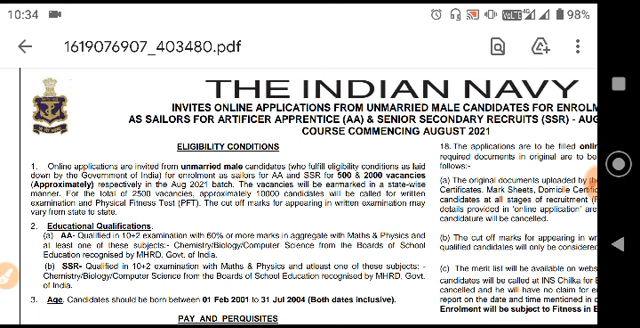 10:34
VoLTE 4G 98%
1619076907_403480.pdf
THE INDIAN NAVY
INVITES ONLINE APPLICATIONS FROM UNMARRIED MALE CANDIDATES FOR ENROLM
AS SAILORS FOR ARTIFICER APPRENTICE (AA) & SENIOR SECONDARY RECRUITS (SSR) - AUG
COURSE COMMENCING AUGUST 2021
ELIGIBILITY CONDITIONS
1. Online applications are invited from unmarried male candidates (who fulfil eligibility conditions as laid
down by the Government of India) for enrolment as sailors for AA and SSR for 500 & 2000 vacancies
(Approximately) respectively in the Aug 2021 batch. The vacancies will be earmarked in a state-wise
manner. For the total of 2500 vacancies, approximately 10000 candidates will be called for written
examination and Physical Fitness Test (PFT). The cut off marks for appearing in written examination may
vary from state to state.
2. Educational Qualifications.
(a) AA- Qualified in 10+2 examination with 60% or more marks in aggregate with Maths & Physics and
at least one of these subjects:- Chemistry/Biology/Computer Science from the Boards of School
Education recognised by MHRD, Govt. of India.
(b) SSR- Qualified in 10+2 examination with Maths & Physics and atleast one of these subjects: -
Chemistry/Biology/Computer Science from the Boards of School Education recognised by MHRD, Govt.
of India.
3. Age. Candidates should be born between 01 Feb 2001 to 31 Jul 2004 (Both dates inclusive).
PAY AND PERQUISITES
18. The applications are to be filled onlin
required documents in original are to be
follows:-
(a) The original documents uploaded by th
Certificates, Mark Sheets, Domicile Certific
candidates at all stages of recruitment (
details provided in 'online application' are
candidature will be cancelled.
(b) The cut off marks for appearing in wr
qualified candidates will only be considere
(c) The merit list will be available on webs
candidates will be called at INS Chilka for E
cancelled and he will have no claim for e
report on the date and time mentioned in c
Enrolment will be subject to Fitness in E